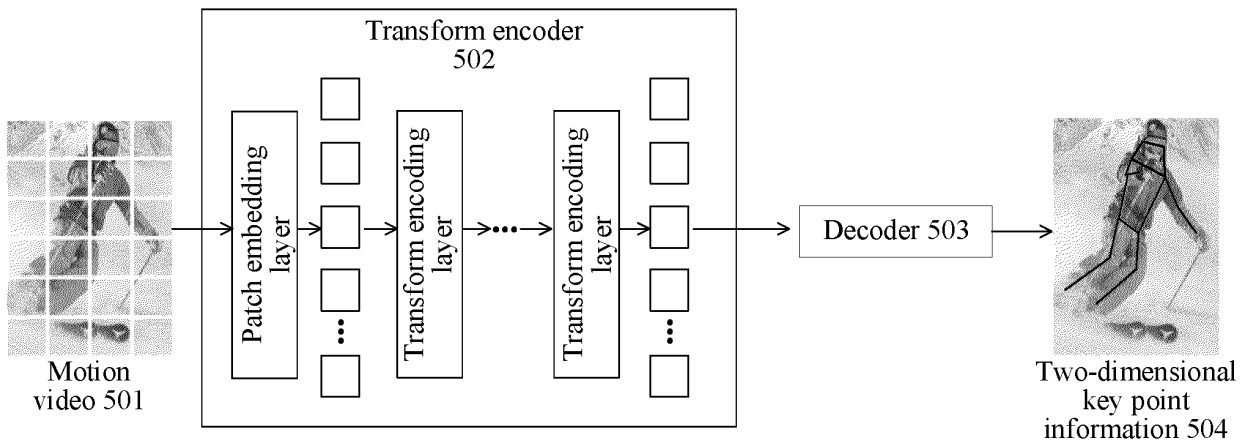 Transform encoder
502
Patch embedding
layer
Transform encoding
layer
Transform encoding
layer
Decoder 503
Motion
video 501
Two-dimensional
key point
information 504